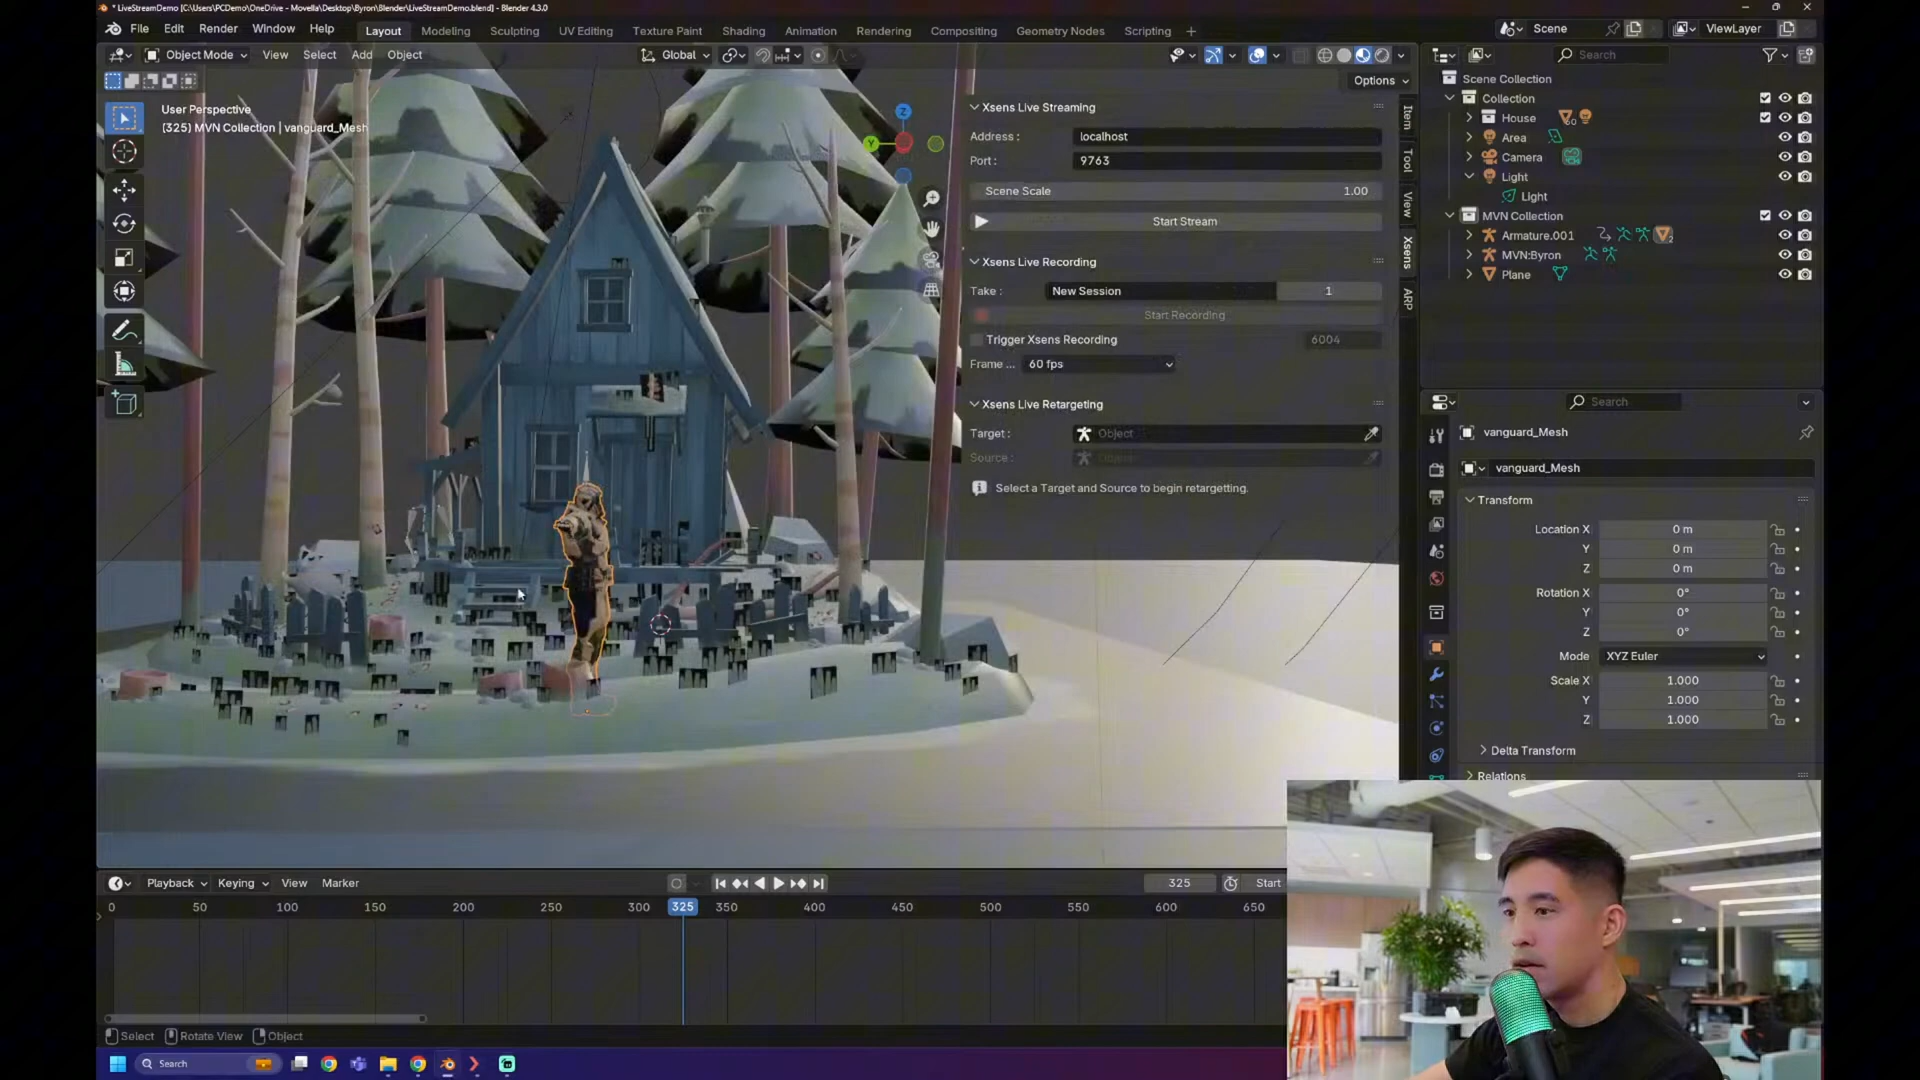 * LiveStreamDemo [C:\Users\PCDemo\OneDrive - Movella\Desktop\Byron\Blender\LiveStreamDemo.blend] - Blender 4.3.0
File Edit Render Window Help Layout Modeling Sculpting UV Editing Texture Paint Shading Animation Rendering Compositing Geometry Nodes Scripting + Scene ViewLayer
Object Mode View Select Add Object Global Search
Options
User Perspective
(325) MVN Collection | vanguard_Mesh
Z
Y
Xsens Live Streaming
Address : localhost
Port : 9763
Scene Scale 1.00
Start Stream
Xsens Live Recording
Take : New Session 1
Start Recording
Trigger Xsens Recording 6004
Frame ... 60 fps
Xsens Live Retargeting
Target : Object
Source : Object
Select a Target and Source to begin retargetting.
Item
Tool
View
Xsens
ARP
Scene Collection
Collection
House 60
Area
Camera
Light
Light
MVN Collection
Armature.001 2
MVN:Byron
Plane
Search
vanguard_Mesh
vanguard_Mesh
Transform
Location X 0 m
Y 0 m
Z 0 m
Rotation X 0°
Y 0°
Z 0°
Mode XYZ Euler
Scale X 1.000
Y 1.000
Z 1.000
Delta Transform
Relations
Playback Keying View Marker 325 Start
0 50 100 150 200 250 300 325 350 400 450 500 550 600 650
Select Rotate View Object
Search